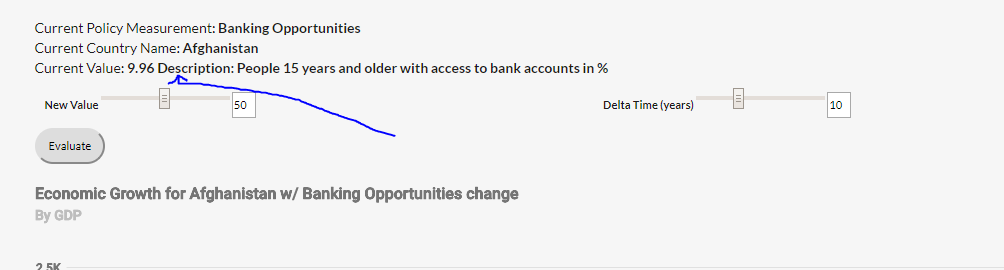 Current Policy Measurement: Banking Opportunities
Current Country Name: Afghanistan
Current Value: 9.96 Description: People 15 years and older with access to bank accounts in %
New Value 50 Delta Time (years) 10
Evaluate
Economic Growth for Afghanistan w/ Banking Opportunities change
By GDP
2.5K